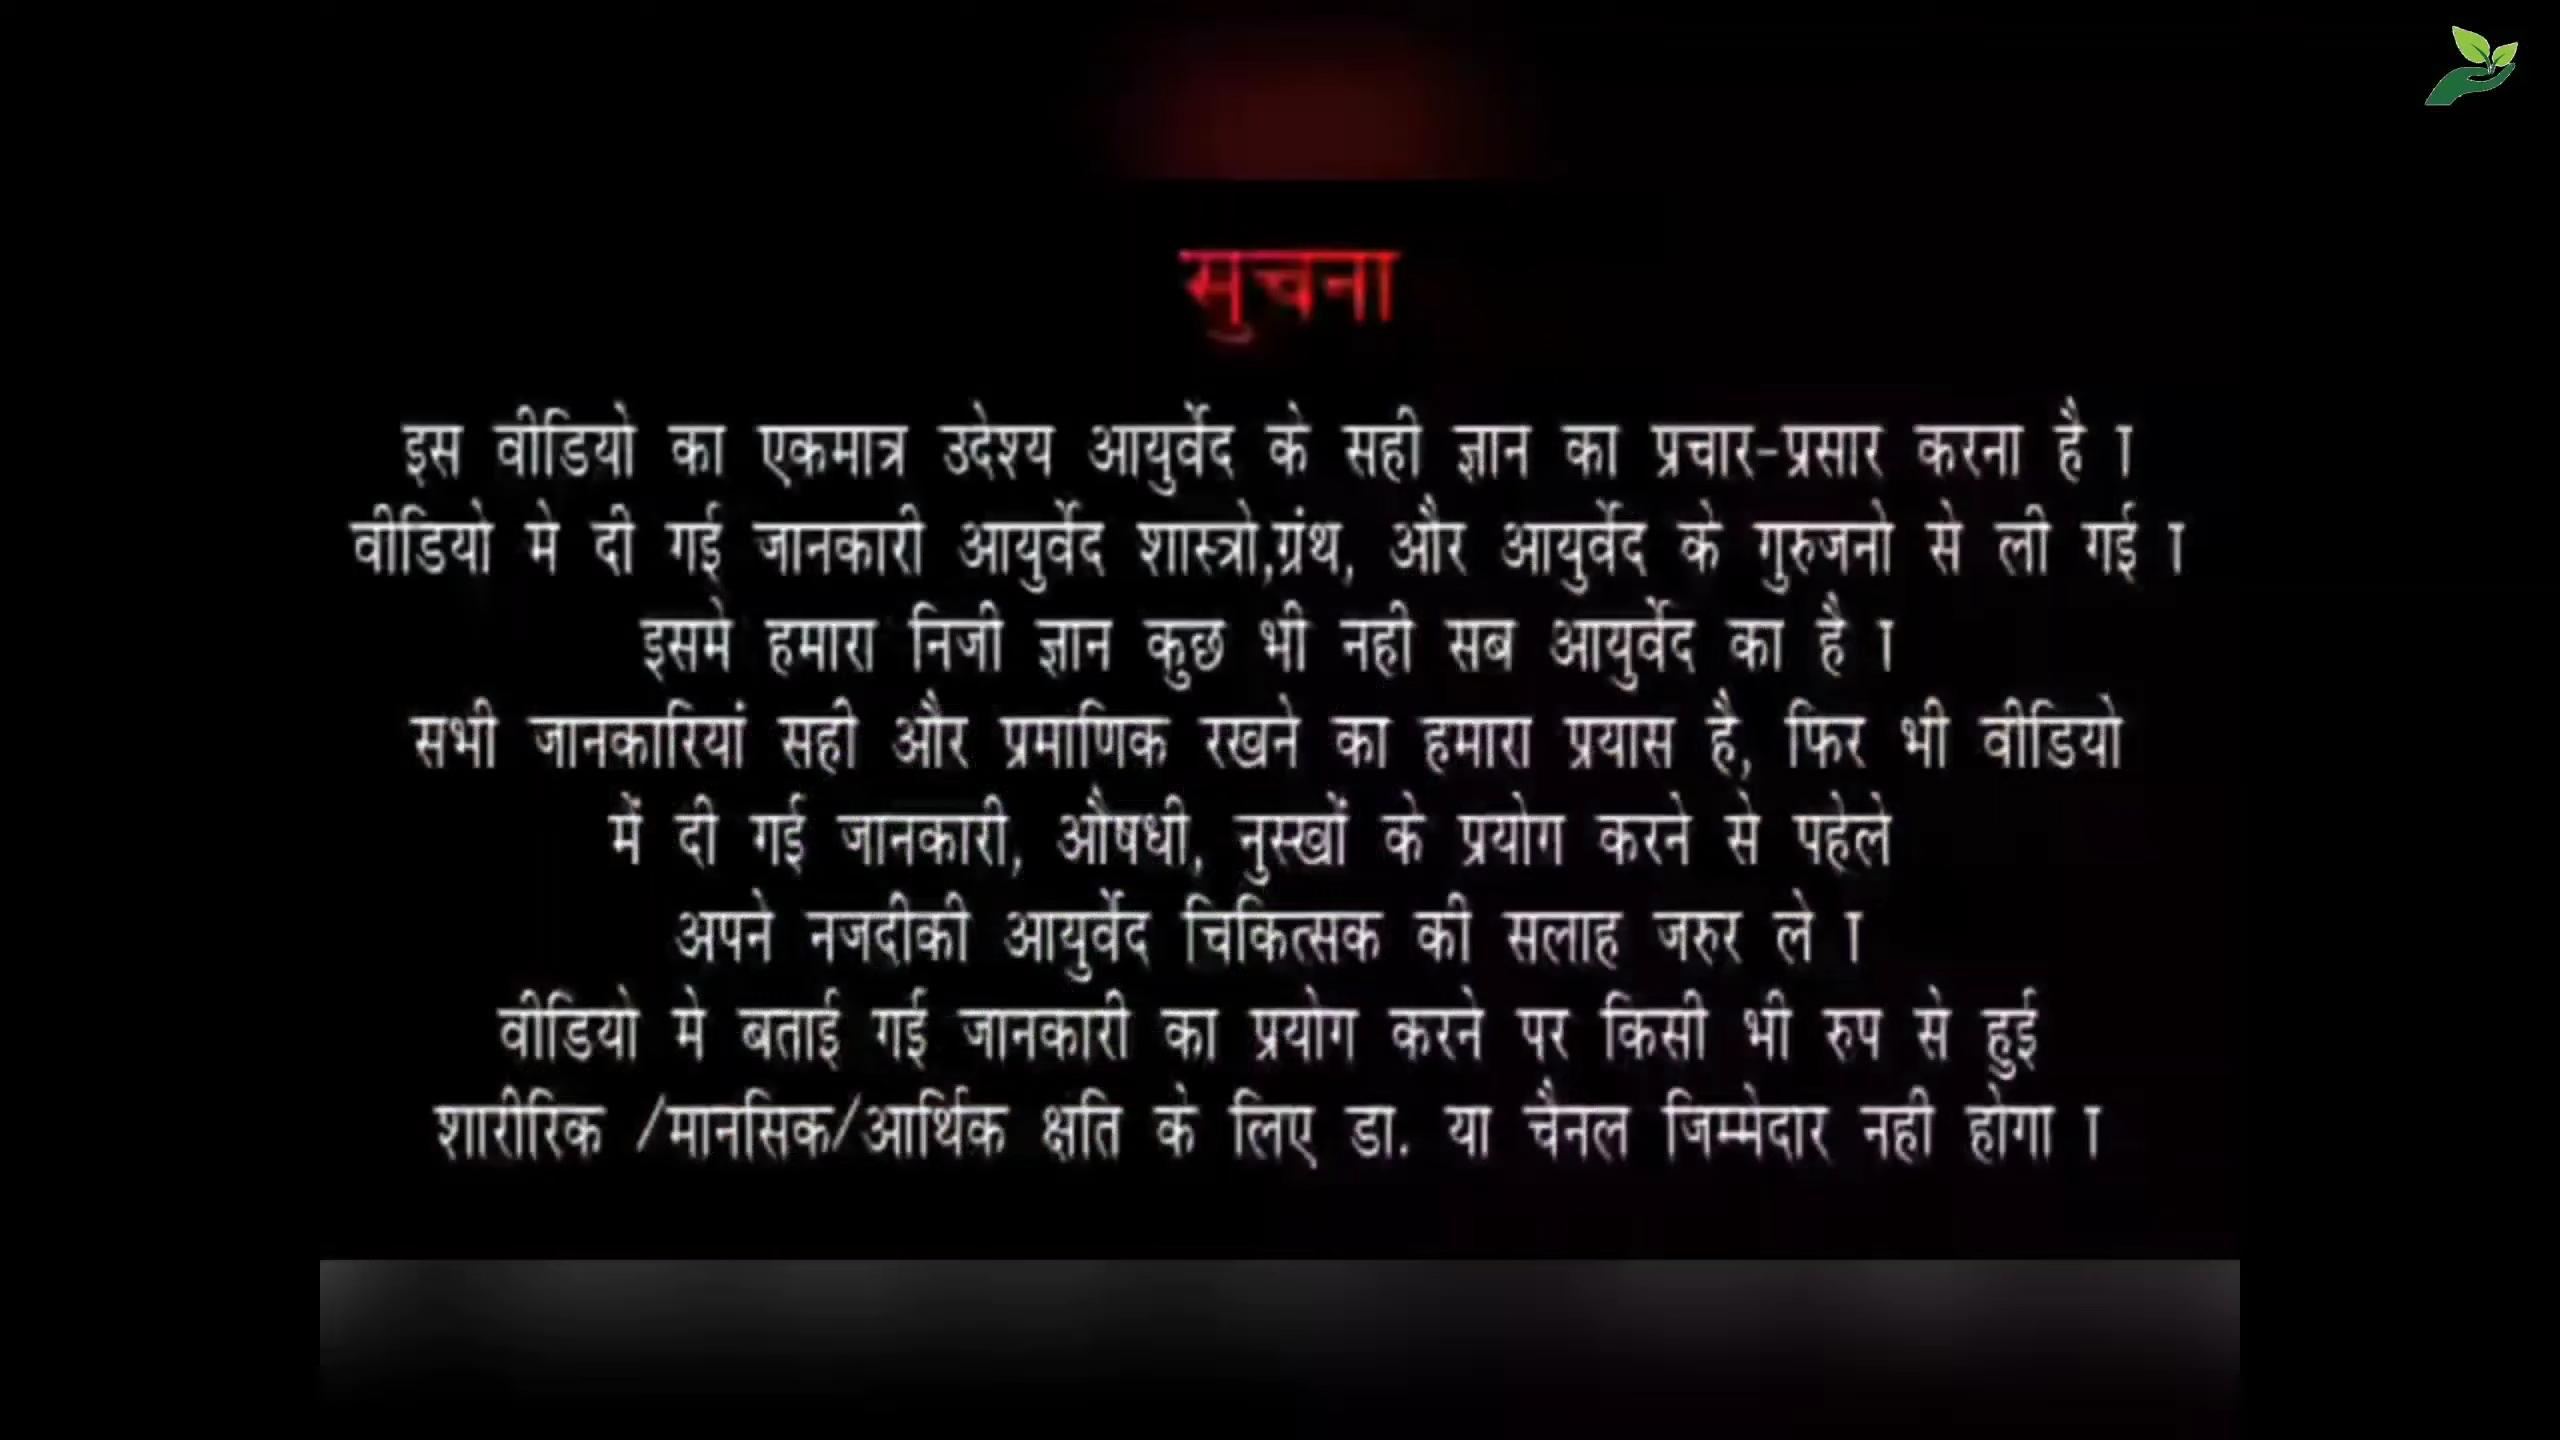 सुचना
इस वीडियो का एकमात्र उदेश्य आयुर्वेद के सही ज्ञान का प्रचार-प्रसार करना है ।
वीडियो मे दी गई जानकारी आयुर्वेद शास्त्रो,ग्रंथ, और आयुर्वेद के गुरुजनो से ली गई ।
इसमे हमारा निजी ज्ञान कुछ भी नही सब आयुर्वेद का है ।
सभी जानकारियां सही और प्रमाणिक रखने का हमारा प्रयास है, फिर भी वीडियो
में दी गई जानकारी, औषधी, नुस्खों के प्रयोग करने से पहेले
अपने नजदीकी आयुर्वेद चिकित्सक की सलाह जरुर ले ।
वीडियो मे बताई गई जानकारी का प्रयोग करने पर किसी भी रुप से हुई
शारीरिक /मानसिक/आर्थिक क्षति के लिए डा. या चैनल जिम्मेदार नही होगा ।